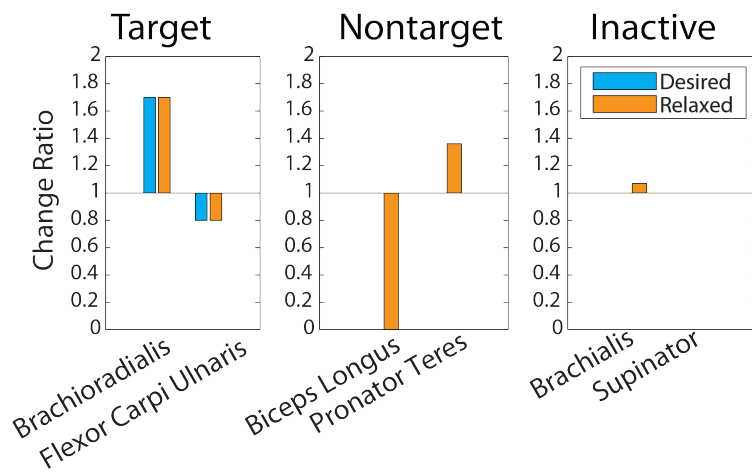 Target
Nontarget
Inactive
Change Ratio
2
1.8
1.6
1.4
1.2
1
0.8
0.6
0.4
0.2
0
2
1.8
1.6
1.4
1.2
1
0.8
0.6
0.4
0.2
0
2
1.8
1.6
1.4
1.2
1
0.8
0.6
0.4
0.2
0
Desired
Relaxed
Brachioradialis
Flexor Carpi Ulnaris
Biceps Longus
Pronator Teres
Brachialis
Supinator